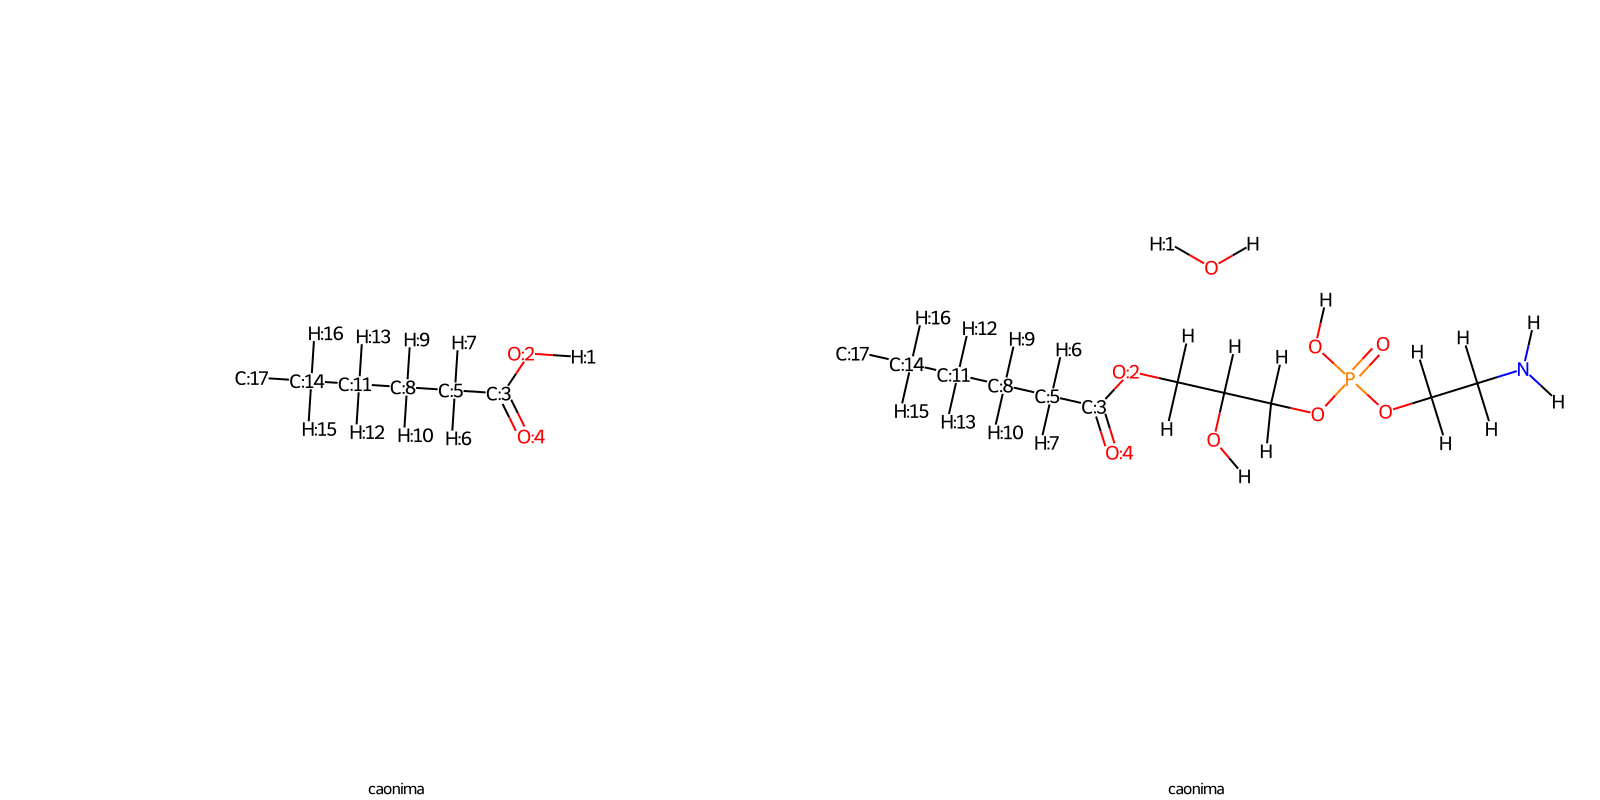 H:1 H
H
H:16 H:12 H:9 H:6 H H H O O H H H
H:16 H:13 H:9 H:7 O:2 H:1
C:17 C:14 C:11 C:8 C:5 C:3
H:15 H:12 H:10 H:6 O:4
O
C:17 C:14 C:11 C:8 C:5 C:3 O:2 P N
H:15 H:13 H:10 H:7 O:4 H O H H O O H H H
caonima caonima